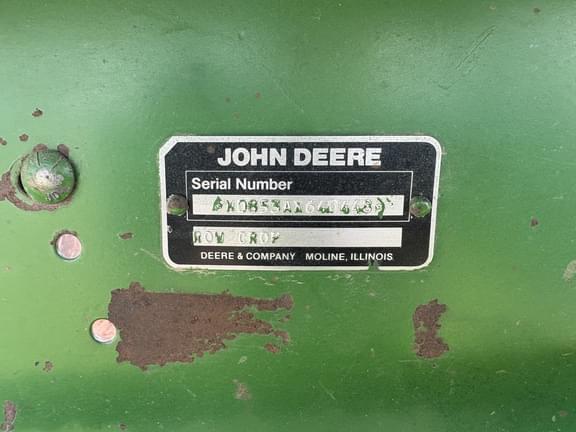 JOHN DEERE
Serial Number
ROW CROP
DEERE & COMPANY MOLINE, ILLINOIS